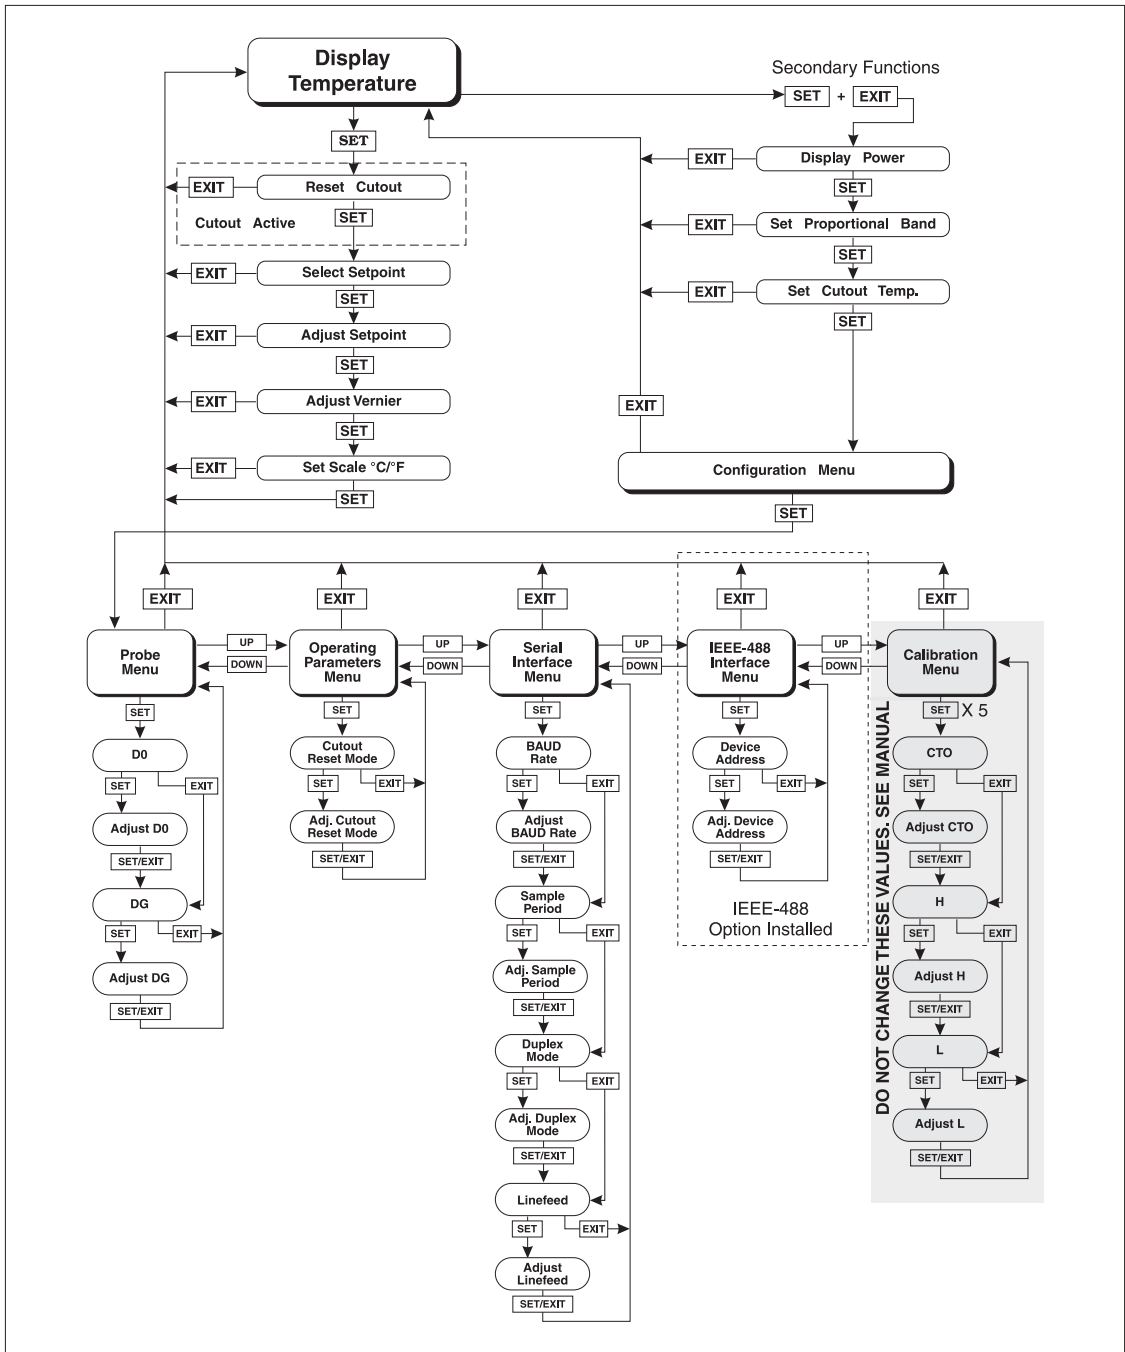 Display
Temperature
Secondary Functions
SET + EXIT
SET
EXIT Reset Cutout
Cutout Active SET
EXIT Select Setpoint
SET
EXIT Adjust Setpoint
SET
EXIT Adjust Vernier
SET
EXIT Set Scale °C/°F
SET
EXIT Display Power
SET
EXIT Set Proportional Band
SET
EXIT Set Cutout Temp.
SET
EXIT
Configuration Menu
SET
EXIT EXIT EXIT EXIT EXIT
UP UP UP UP
DOWN DOWN DOWN DOWN
Probe
Menu
SET
D0
SET EXIT
Adjust D0
SET/EXIT
DG
SET EXIT
Adjust DG
SET/EXIT
Operating
Parameters
Menu
SET
Cutout
Reset Mode
SET EXIT
Adj. Cutout
Reset Mode
SET/EXIT
Serial
Interface
Menu
SET
BAUD
Rate
SET EXIT
Adjust
BAUD Rate
SET/EXIT
Sample
Period
SET EXIT
Adj. Sample
Period
SET/EXIT
Duplex
Mode
SET EXIT
Adj. Duplex
Mode
SET/EXIT
Linefeed
SET EXIT
Adjust
Linefeed
SET/EXIT
IEEE-488
Interface
Menu
SET
Device
Address
SET EXIT
Adj. Device
Address
SET/EXIT
IEEE-488
Option Installed
Calibration
Menu
SET X 5
CTO
SET EXIT
Adjust CTO
SET/EXIT
H
SET EXIT
Adjust H
SET/EXIT
L
SET EXIT
Adjust L
SET/EXIT
DO NOT CHANGE THESE VALUES. SEE MANUAL